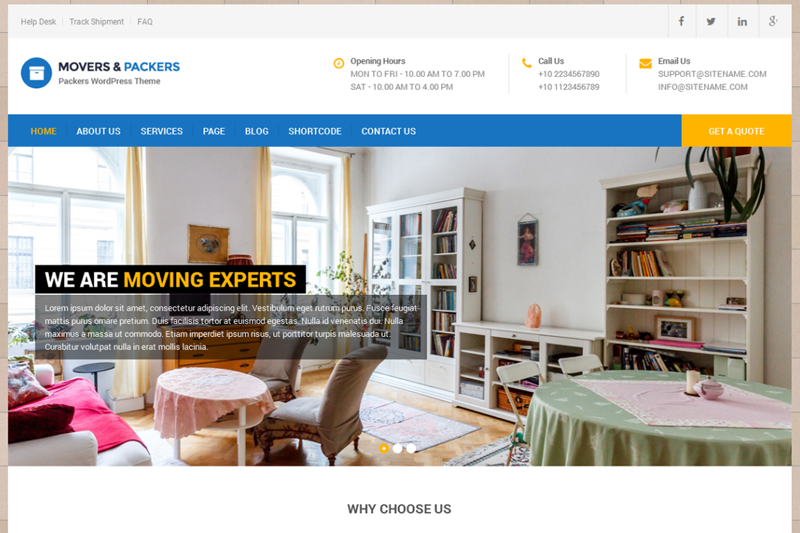 Help Desk Track Shipment FAQ
MOVERS & PACKERS
Packers WordPress Theme
Opening Hours
MON TO FRI - 10.00 AM TO 7.00 PM
SAT - 10.00 AM TO 4.00 PM
Call Us
+10 2234567890
+10 1123456789
Email Us
SUPPORT@SITENAME.COM
INFO@SITENAME.COM
HOME ABOUT US SERVICES PAGE BLOG SHORTCODE CONTACT US GET A QUOTE
WE ARE MOVING EXPERTS
Lorem ipsum dolor sit amet, consectetur adipiscing elit. Vestibulum eget rutrum purus. Fusce feugiat
mattis purus ornare pretium. Duis facilisis tortor at euismod egestas. Nulla id venenatis dui. Nulla
maximus a massa ut commodo. Etiam imperdiet ipsum risus, ut porttitor turpis malesuada ut.
Curabitur volutpat nulla in erat mollis lacinia.
WHY CHOOSE US